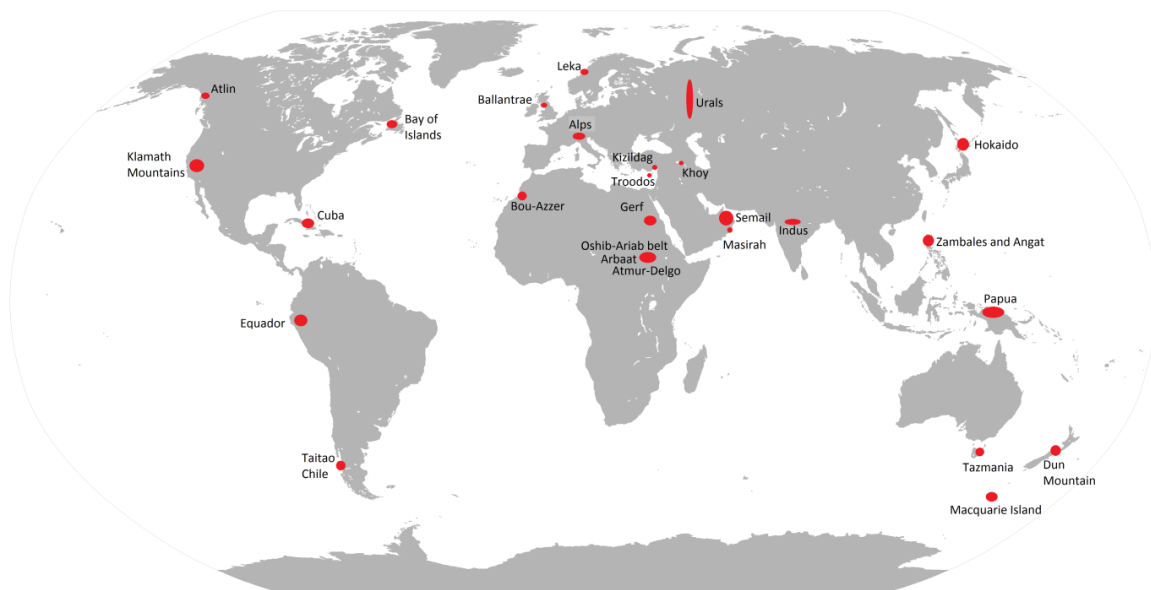 Leka
Atlin
Ballantrae
Urals
Bay of
Islands
Alps
Hokaido
Klamath
Mountains
Kizildag
Khoy
Troodos
Bou-Azzer
Gerf
Cuba
Semail
Indus
Masirah
Zambales and Angat
Oshib-Ariab belt
Arbaat
Atmur-Delgo
Papua
Equador
Taitao
Chile
Tazmania
Dun
Mountain
Macquarie Island